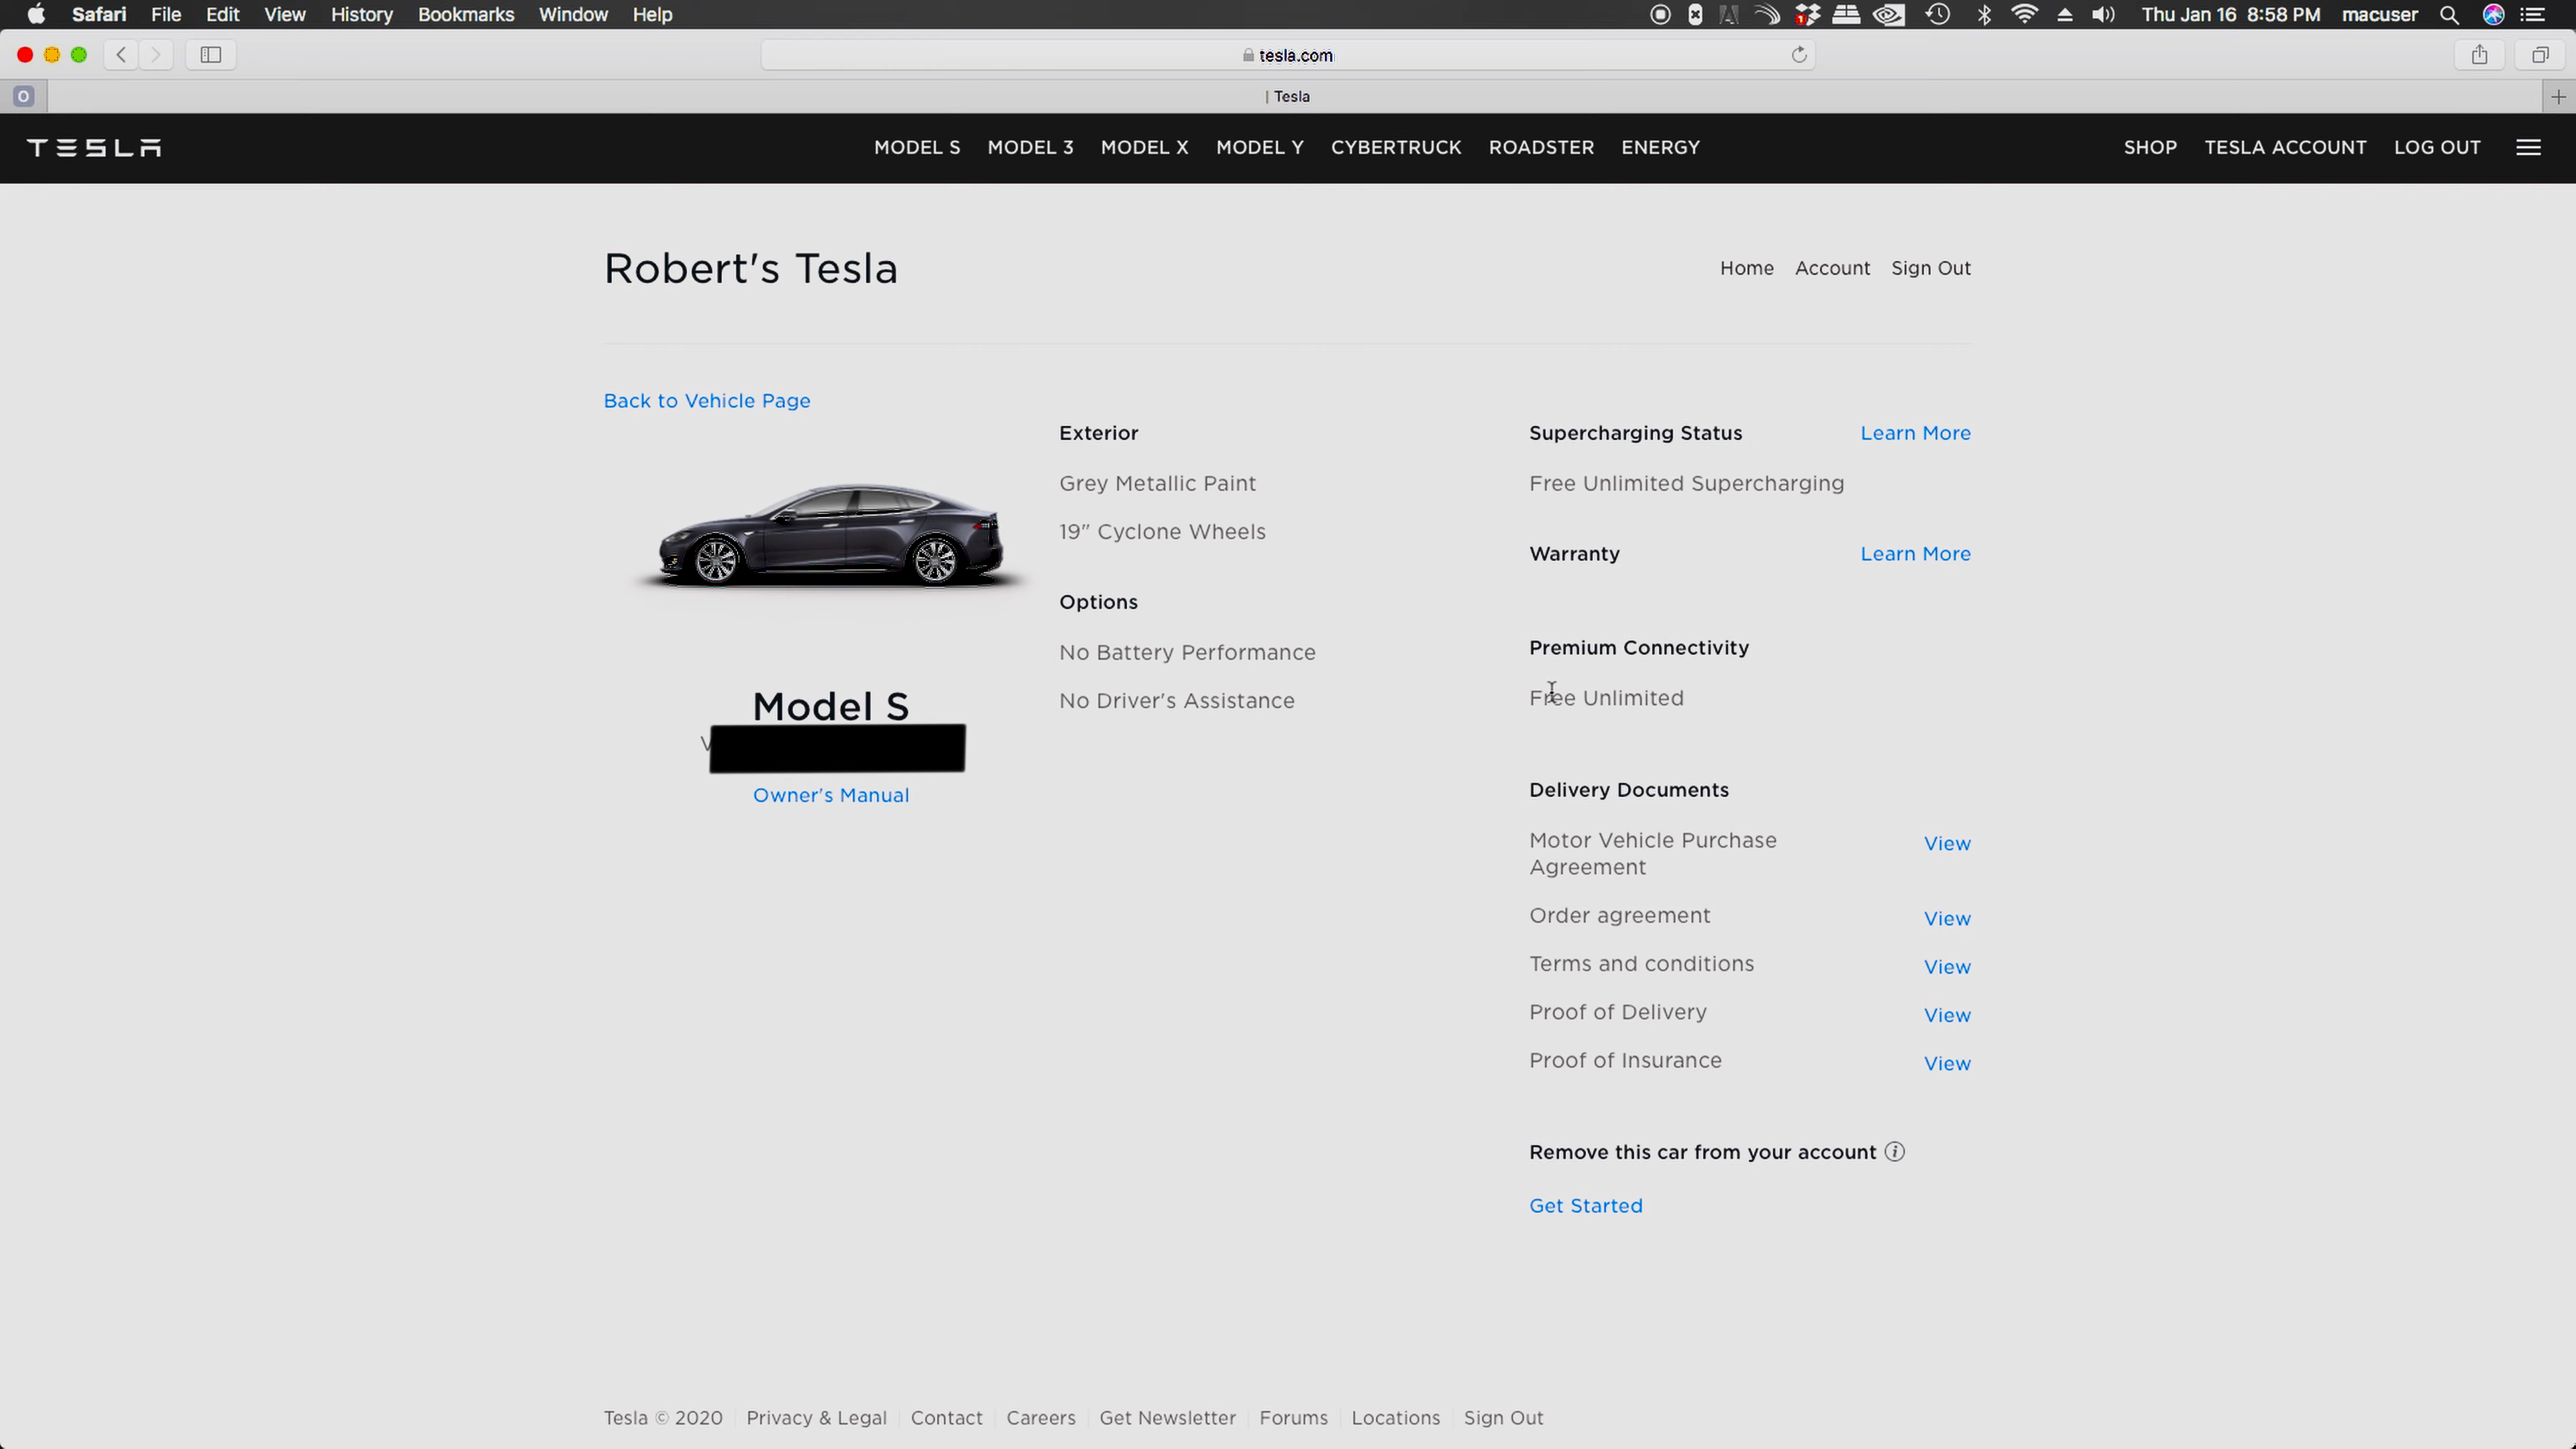 Safari File Edit View History Bookmarks Window Help
Thu Jan 16 8:58 PM macuser
tesla.com
| Tesla
TESLA MODEL S MODEL 3 MODEL X MODEL Y CYBERTRUCK ROADSTER ENERGY SHOP TESLA ACCOUNT LOG OUT
Robert's Tesla
Home Account Sign Out
Back to Vehicle Page
Model S
V
Owner's Manual
Exterior
Grey Metallic Paint
19" Cyclone Wheels
Options
No Battery Performance
No Driver's Assistance
Supercharging Status Learn More
Free Unlimited Supercharging
Warranty Learn More
Premium Connectivity
Free Unlimited
Delivery Documents
Motor Vehicle Purchase
Agreement View
Order agreement View
Terms and conditions View
Proof of Delivery View
Proof of Insurance View
Remove this car from your account
Get Started
Tesla © 2020 Privacy & Legal Contact Careers Get Newsletter Forums Locations Sign Out